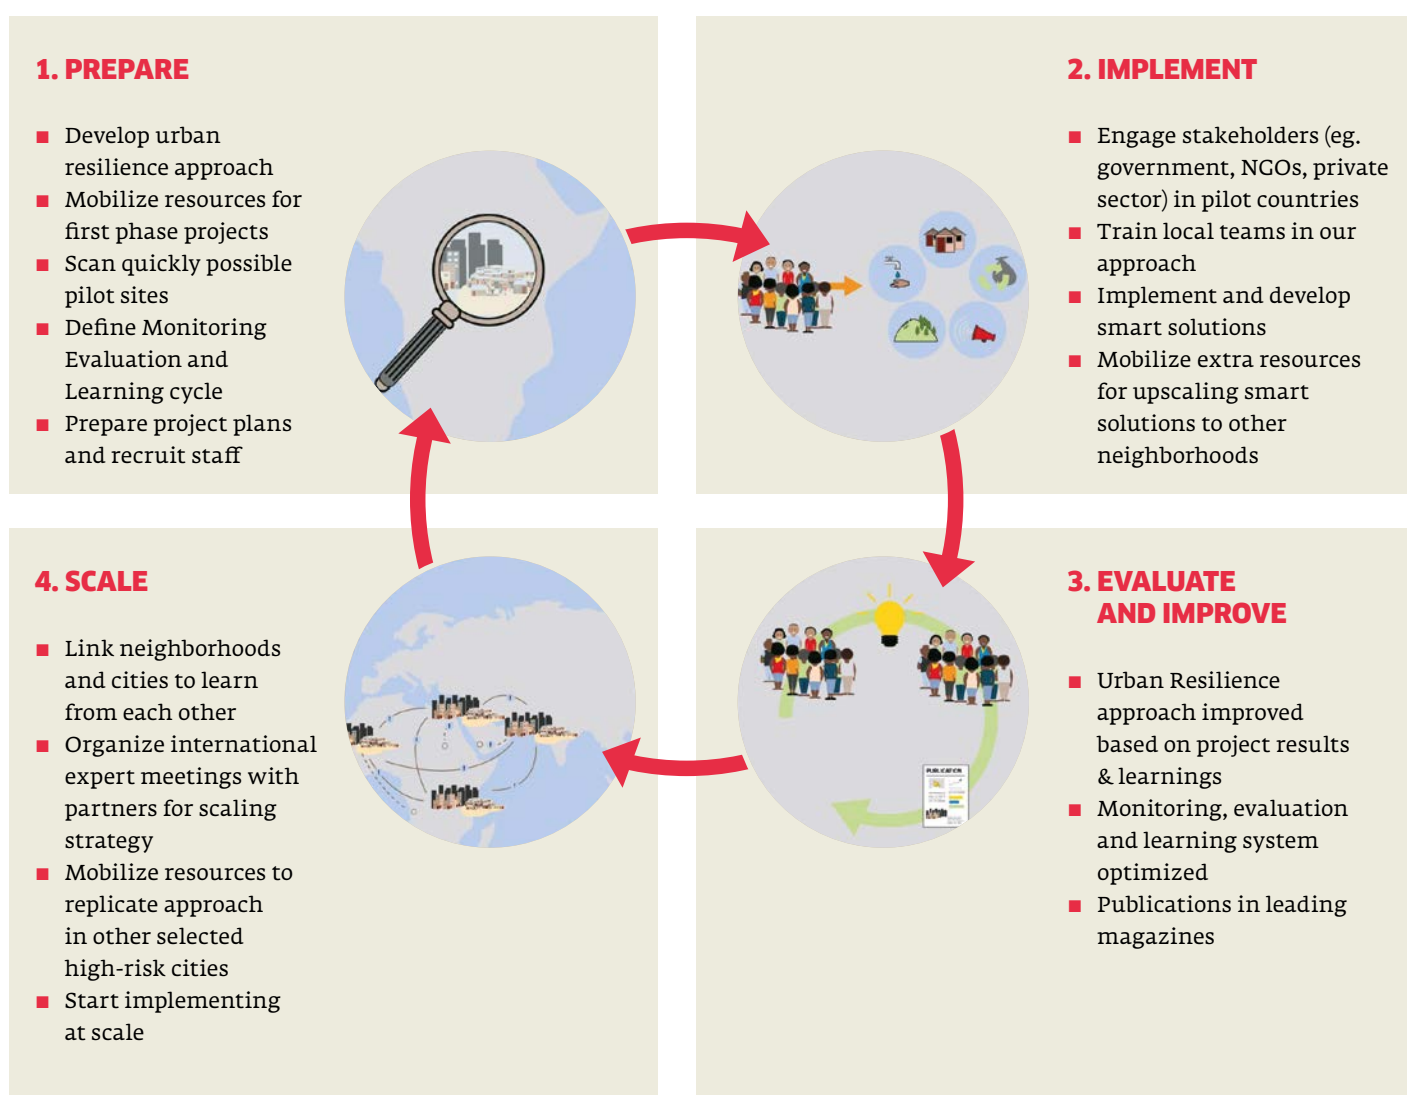 1. PREPARE
■ Develop urban
resilience approach
■ Mobilize resources for
first phase projects
■ Scan quickly possible
pilot sites
■ Define Monitoring
Evaluation and
Learning cycle
■ Prepare project plans
and recruit staff
2. IMPLEMENT
■ Engage stakeholders (eg.
government, NGOs, private
sector) in pilot countries
■ Train local teams in our
approach
■ Implement and develop
smart solutions
■ Mobilize extra resources
for upscaling smart
solutions to other
neighborhoods
3. EVALUATE
AND IMPROVE
■ Urban Resilience
approach improved
based on project results
& learnings
■ Monitoring, evaluation
and learning system
optimized
■ Publications in leading
magazines
PUBLICATION
4. SCALE
■ Link neighborhoods
and cities to learn
from each other
■ Organize international
expert meetings with
partners for scaling
strategy
■ Mobilize resources to
replicate approach
in other selected
high-risk cities
■ Start implementing
at scale